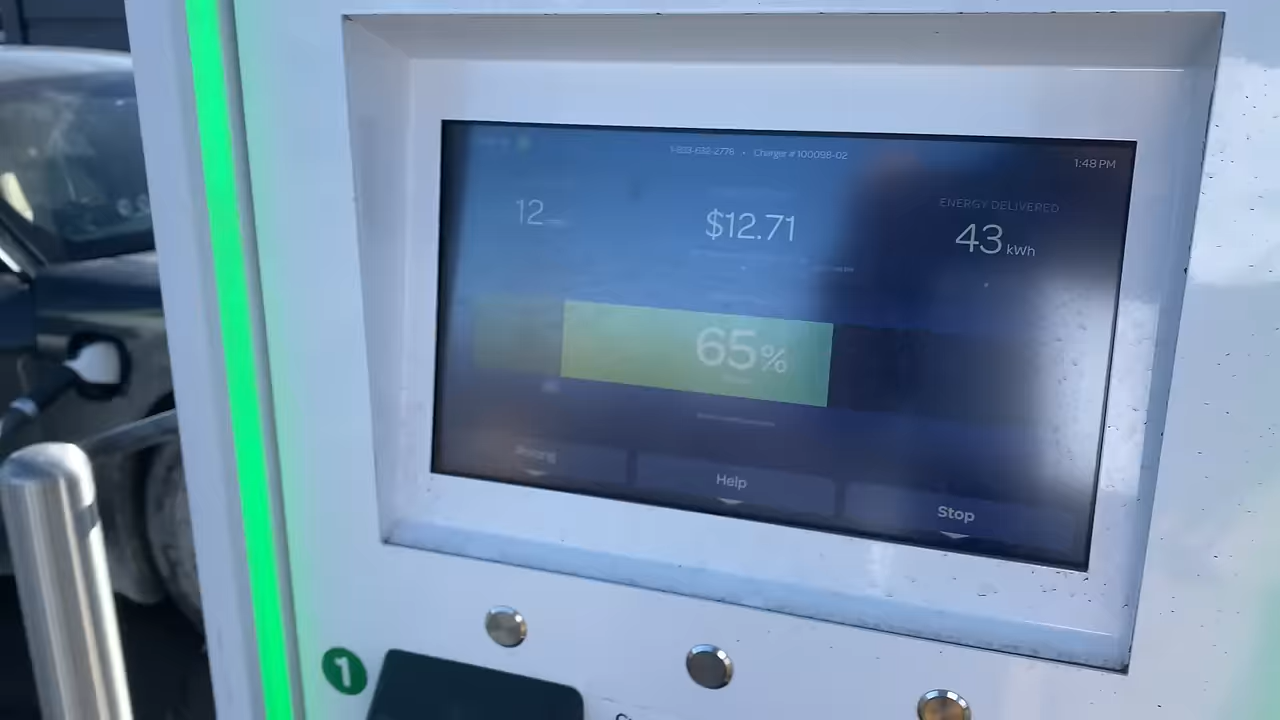 1-833-632-2778 • Charger #100098-02
1:48 PM
12
$12.71
ENERGY DELIVERED
43 kWh
65%
Help
Stop
1